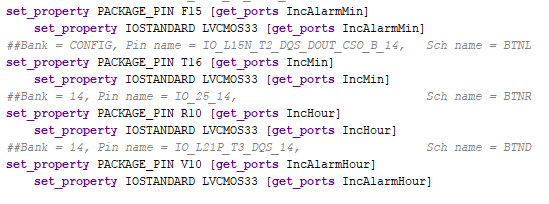 set_property PACKAGE_PIN F15 [get_ports IncAlarmMin]
set_property IOSTANDARD LVCMOS33 [get_ports IncAlarmMin]
##Bank = CONFIG, Pin name = IO_L15N_T2_DQS_DOUT_CSO_B_14, Sch name = BTNL
set_property PACKAGE_PIN T16 [get_ports IncMin]
set_property IOSTANDARD LVCMOS33 [get_ports IncMin]
##Bank = 14, Pin name = IO_25_14, Sch name = BTNR
set_property PACKAGE_PIN R10 [get_ports IncHour]
set_property IOSTANDARD LVCMOS33 [get_ports IncHour]
##Bank = 14, Pin name = IO_L21P_T3_DQS_14, Sch name = BTND
set_property PACKAGE_PIN V10 [get_ports IncAlarmHour]
set_property IOSTANDARD LVCMOS33 [get_ports IncAlarmHour]